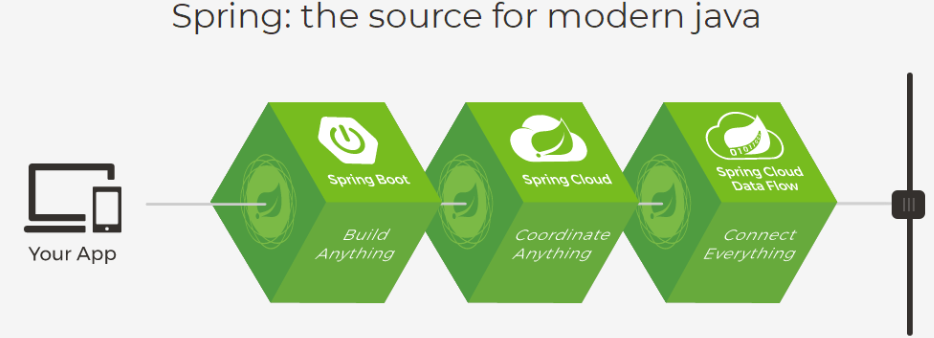 Spring: the source for modern java
Your App
Spring Boot
Build
Anything
Spring Cloud
Coordinate
Anything
Spring Cloud
Data Flow
Connect
Everything